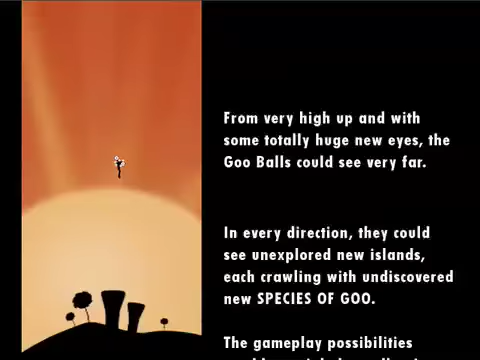 From very high up and with
some totally huge new eyes, the
Goo Balls could see very far.
In every direction, they could
see unexplored new islands,
each crawling with undiscovered
new SPECIES OF GOO.
The gameplay possibilities